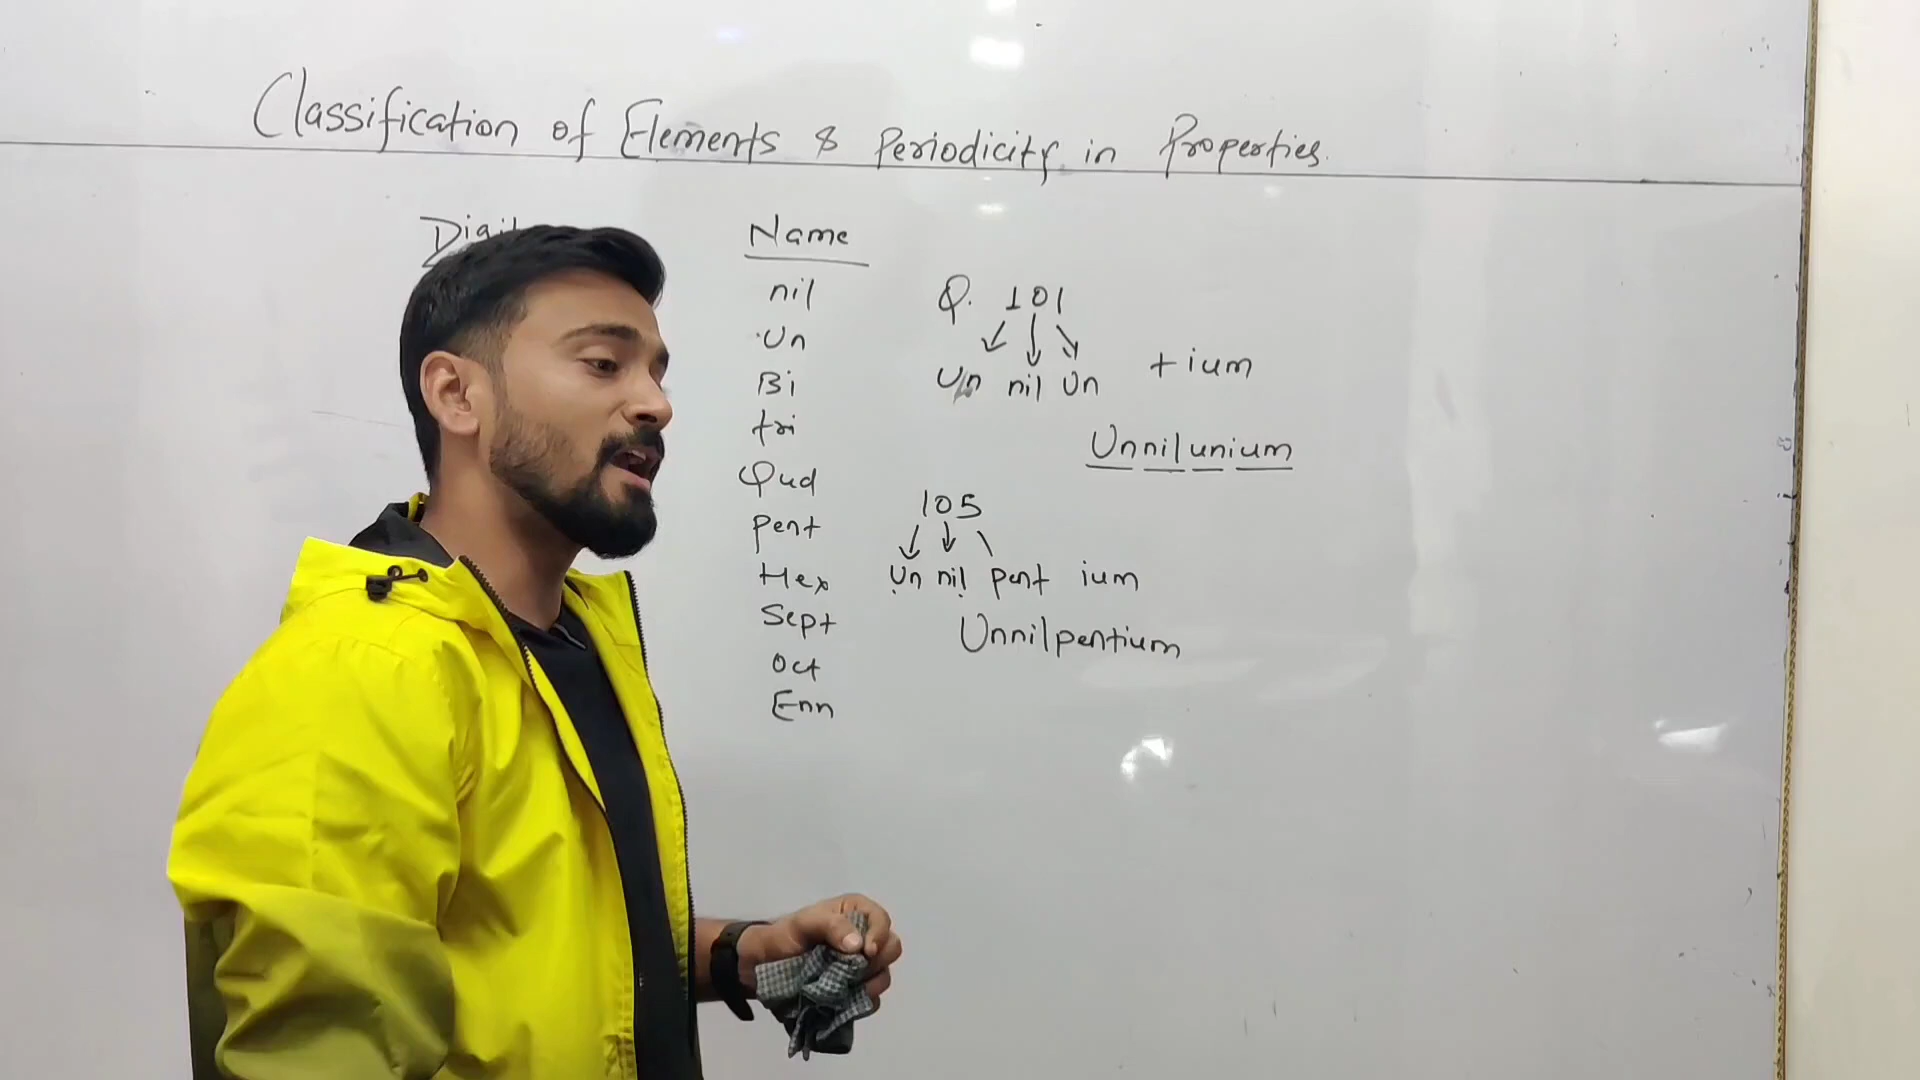 Classification of Elements & Periodicity in Properties.
Digit
Name
nil
Un
Bi
tri
Qud
pent
Hex
Sept
Oct
Enn
Q. 101
Un nil Un + ium
Unnilunium
105
Un nil pent ium
Unnilpentium